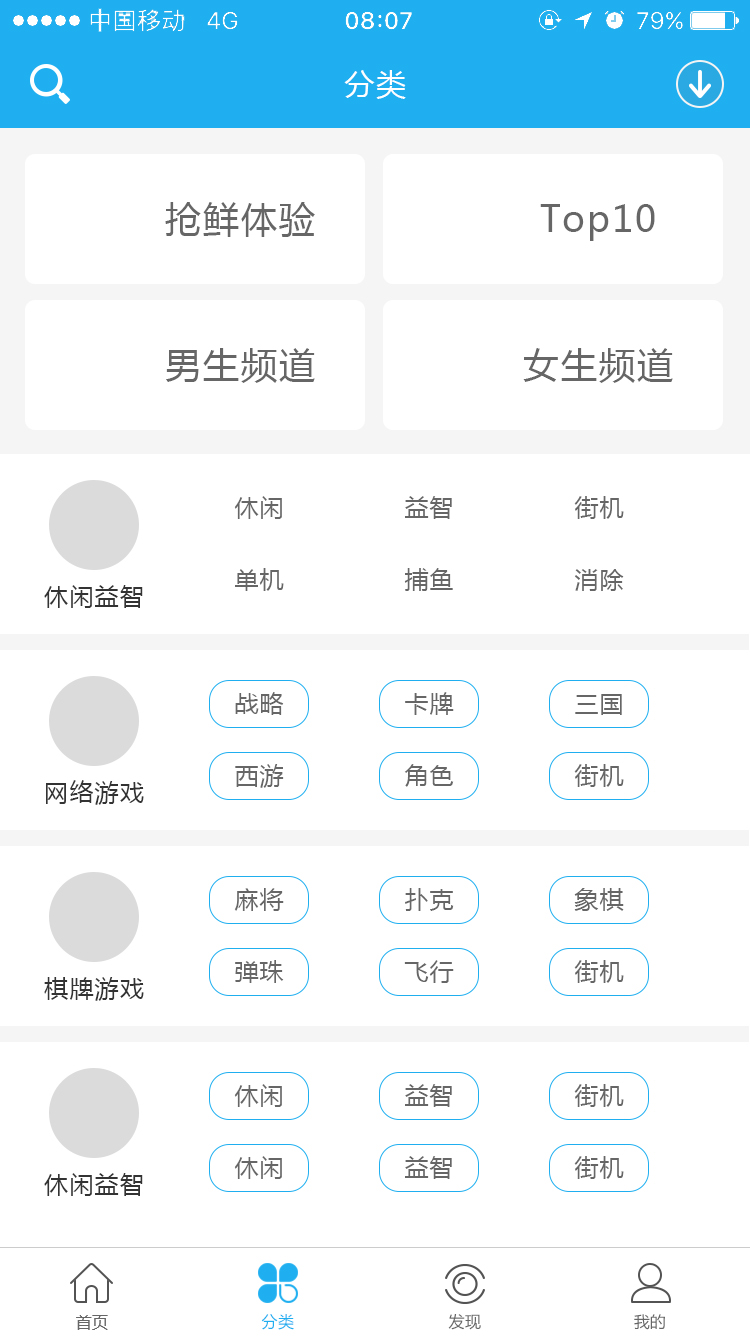 中国移动 4G 08:07 79%
分类
抢鲜体验 Top10
男生频道 女生频道
休闲 益智 街机
单机 捕鱼 消除
休闲益智
战略 卡牌 三国
西游 角色 街机
网络游戏
麻将 扑克 象棋
弹珠 飞行 街机
棋牌游戏
休闲 益智 街机
休闲 益智 街机
休闲益智
首页 分类 发现 我的